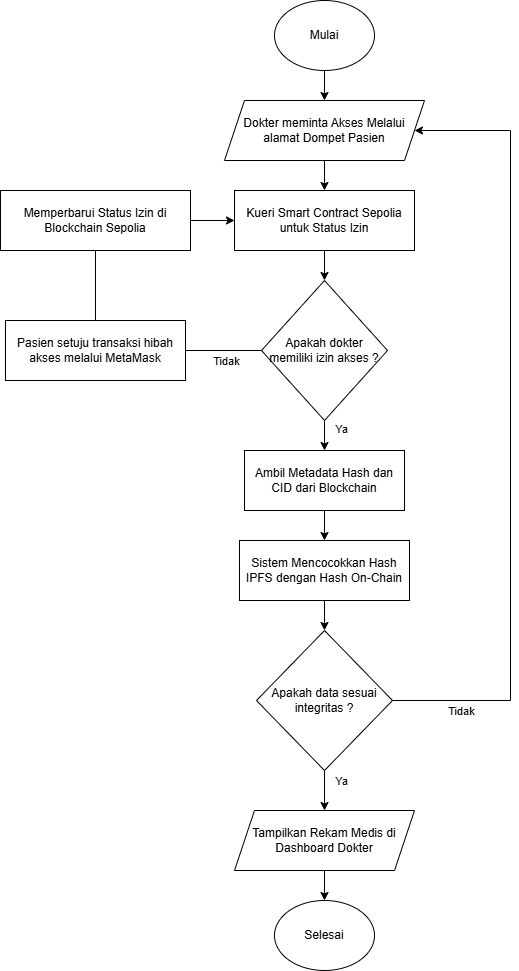 Mulai
Dokter meminta Akses Melalui
alamat Dompet Pasien
Memperbarui Status Izin di
Blockchain Sepolia
Kueri Smart Contract Sepolia
untuk Status Izin
Pasien setuju transaksi hibah
akses melalui MetaMask
Tidak
Apakah dokter
memiliki izin akses ?
Ya
Ambil Metadata Hash dan
CID dari Blockchain
Sistem Mencocokkan Hash
IPFS dengan Hash On-Chain
Apakah data sesuai
integritas ?
Tidak
Ya
Tampilkan Rekam Medis di
Dashboard Dokter
Selesai